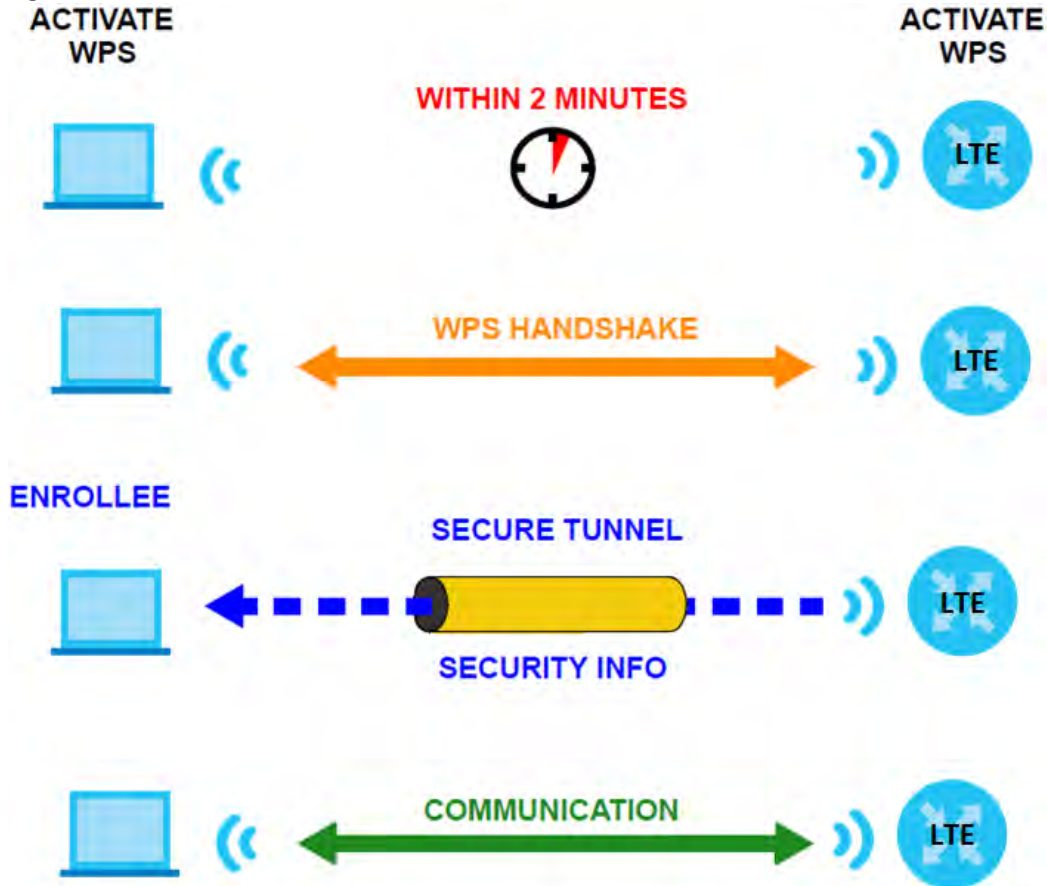 ACTIVATE
WPS
ACTIVATE
WPS
WITHIN 2 MINUTES
LTE
WPS HANDSHAKE
LTE
ENROLLEE
SECURE TUNNEL
LTE
SECURITY INFO
COMMUNICATION
LTE